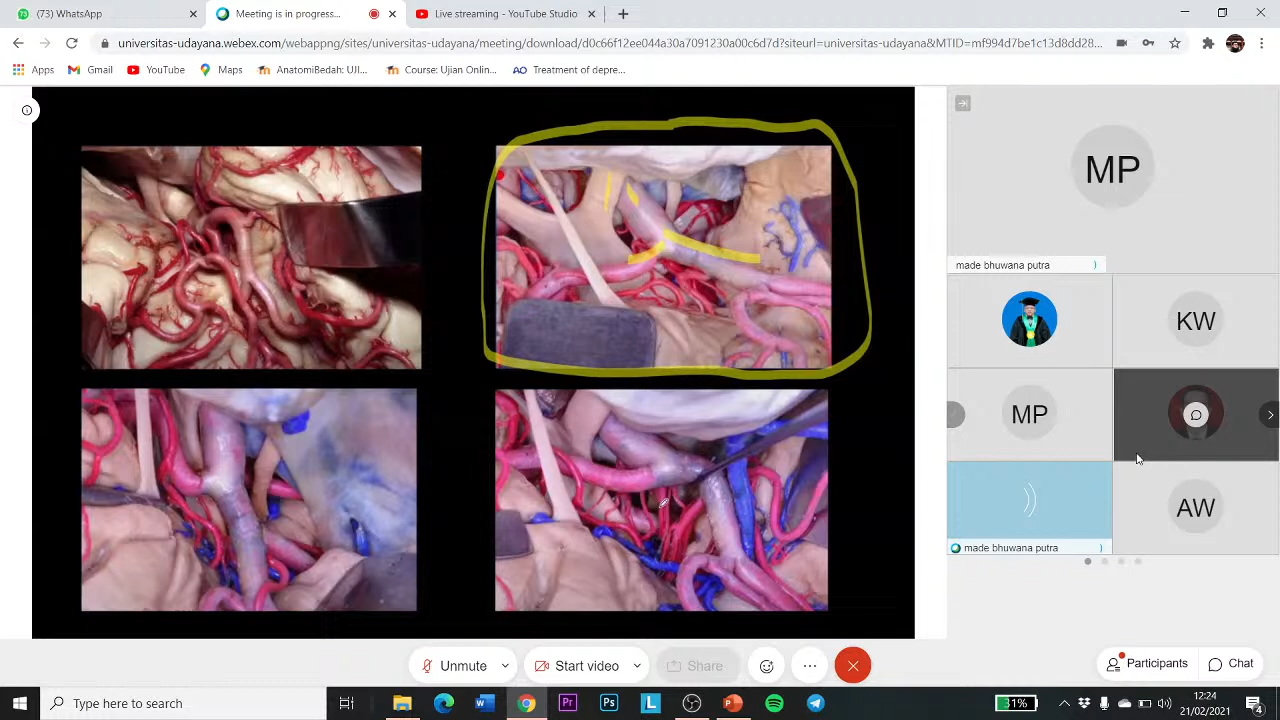 (73) WhatsApp
Meeting is in progress...
Live streaming - YouTube Studio
universitas-udayana.webex.com/webappng/sites/universitas-udayana/meeting/download/d0c66f12ee044a30a7091230a00c6d7d?siteurl=universitas-udayana&MTID=mf994d7be1c13d8dd28...
Apps
Gmail
YouTube
Maps
AnatomiBedah: UJI...
Course: Ujian Onlin...
Treatment of depre...
MP
made bhuwana putra
KW
MP
AW
made bhuwana putra
Unmute
Start video
Share
Participants
Chat
Type here to search
31%
12:24
21/02/2021